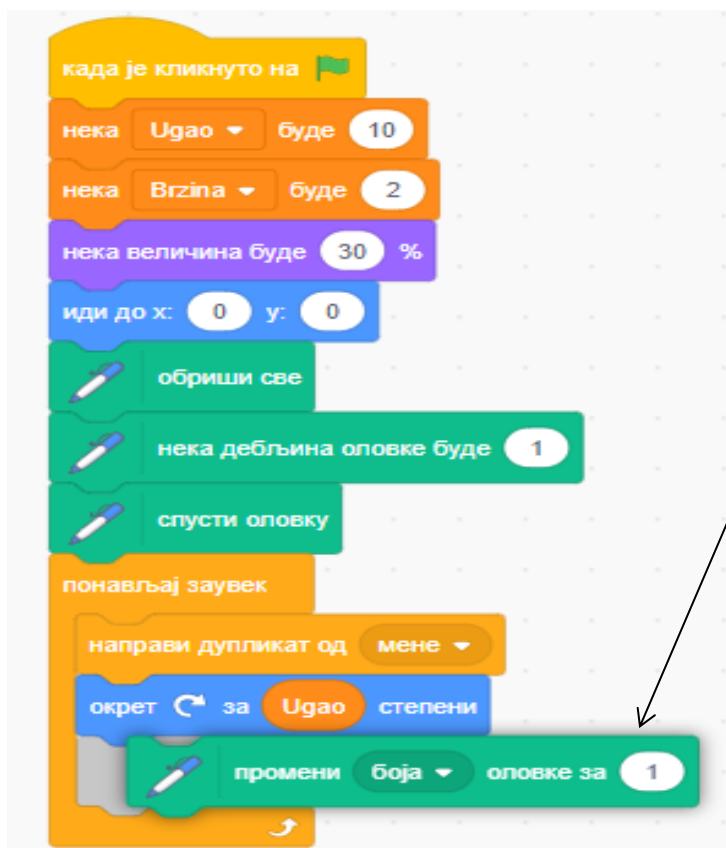 када је кликнуто на
нека Ugao буде 10
нека Brzina буде 2
нека величина буде 30 %
иди до x: 0 y: 0
обриши све
нека дебљина оловке буде 1
спусти оловку
понављај заувек
направи дупликат од мене
окрет за Ugao степени
промени боја оловке за 1